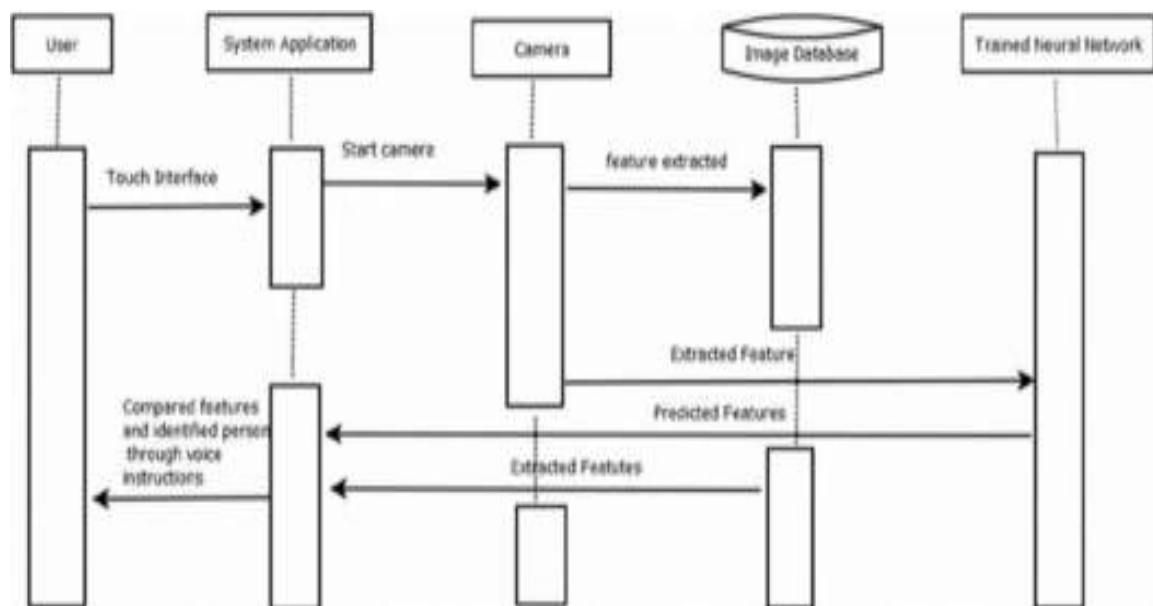 User
System Application
Camera
Image Database
Trained Neural Network
Start camera
feature extracted
Touch Interface
Extracted Feature
Predicted Features
Compared features
and identified person
through voice
instructions
Extracted Featutes